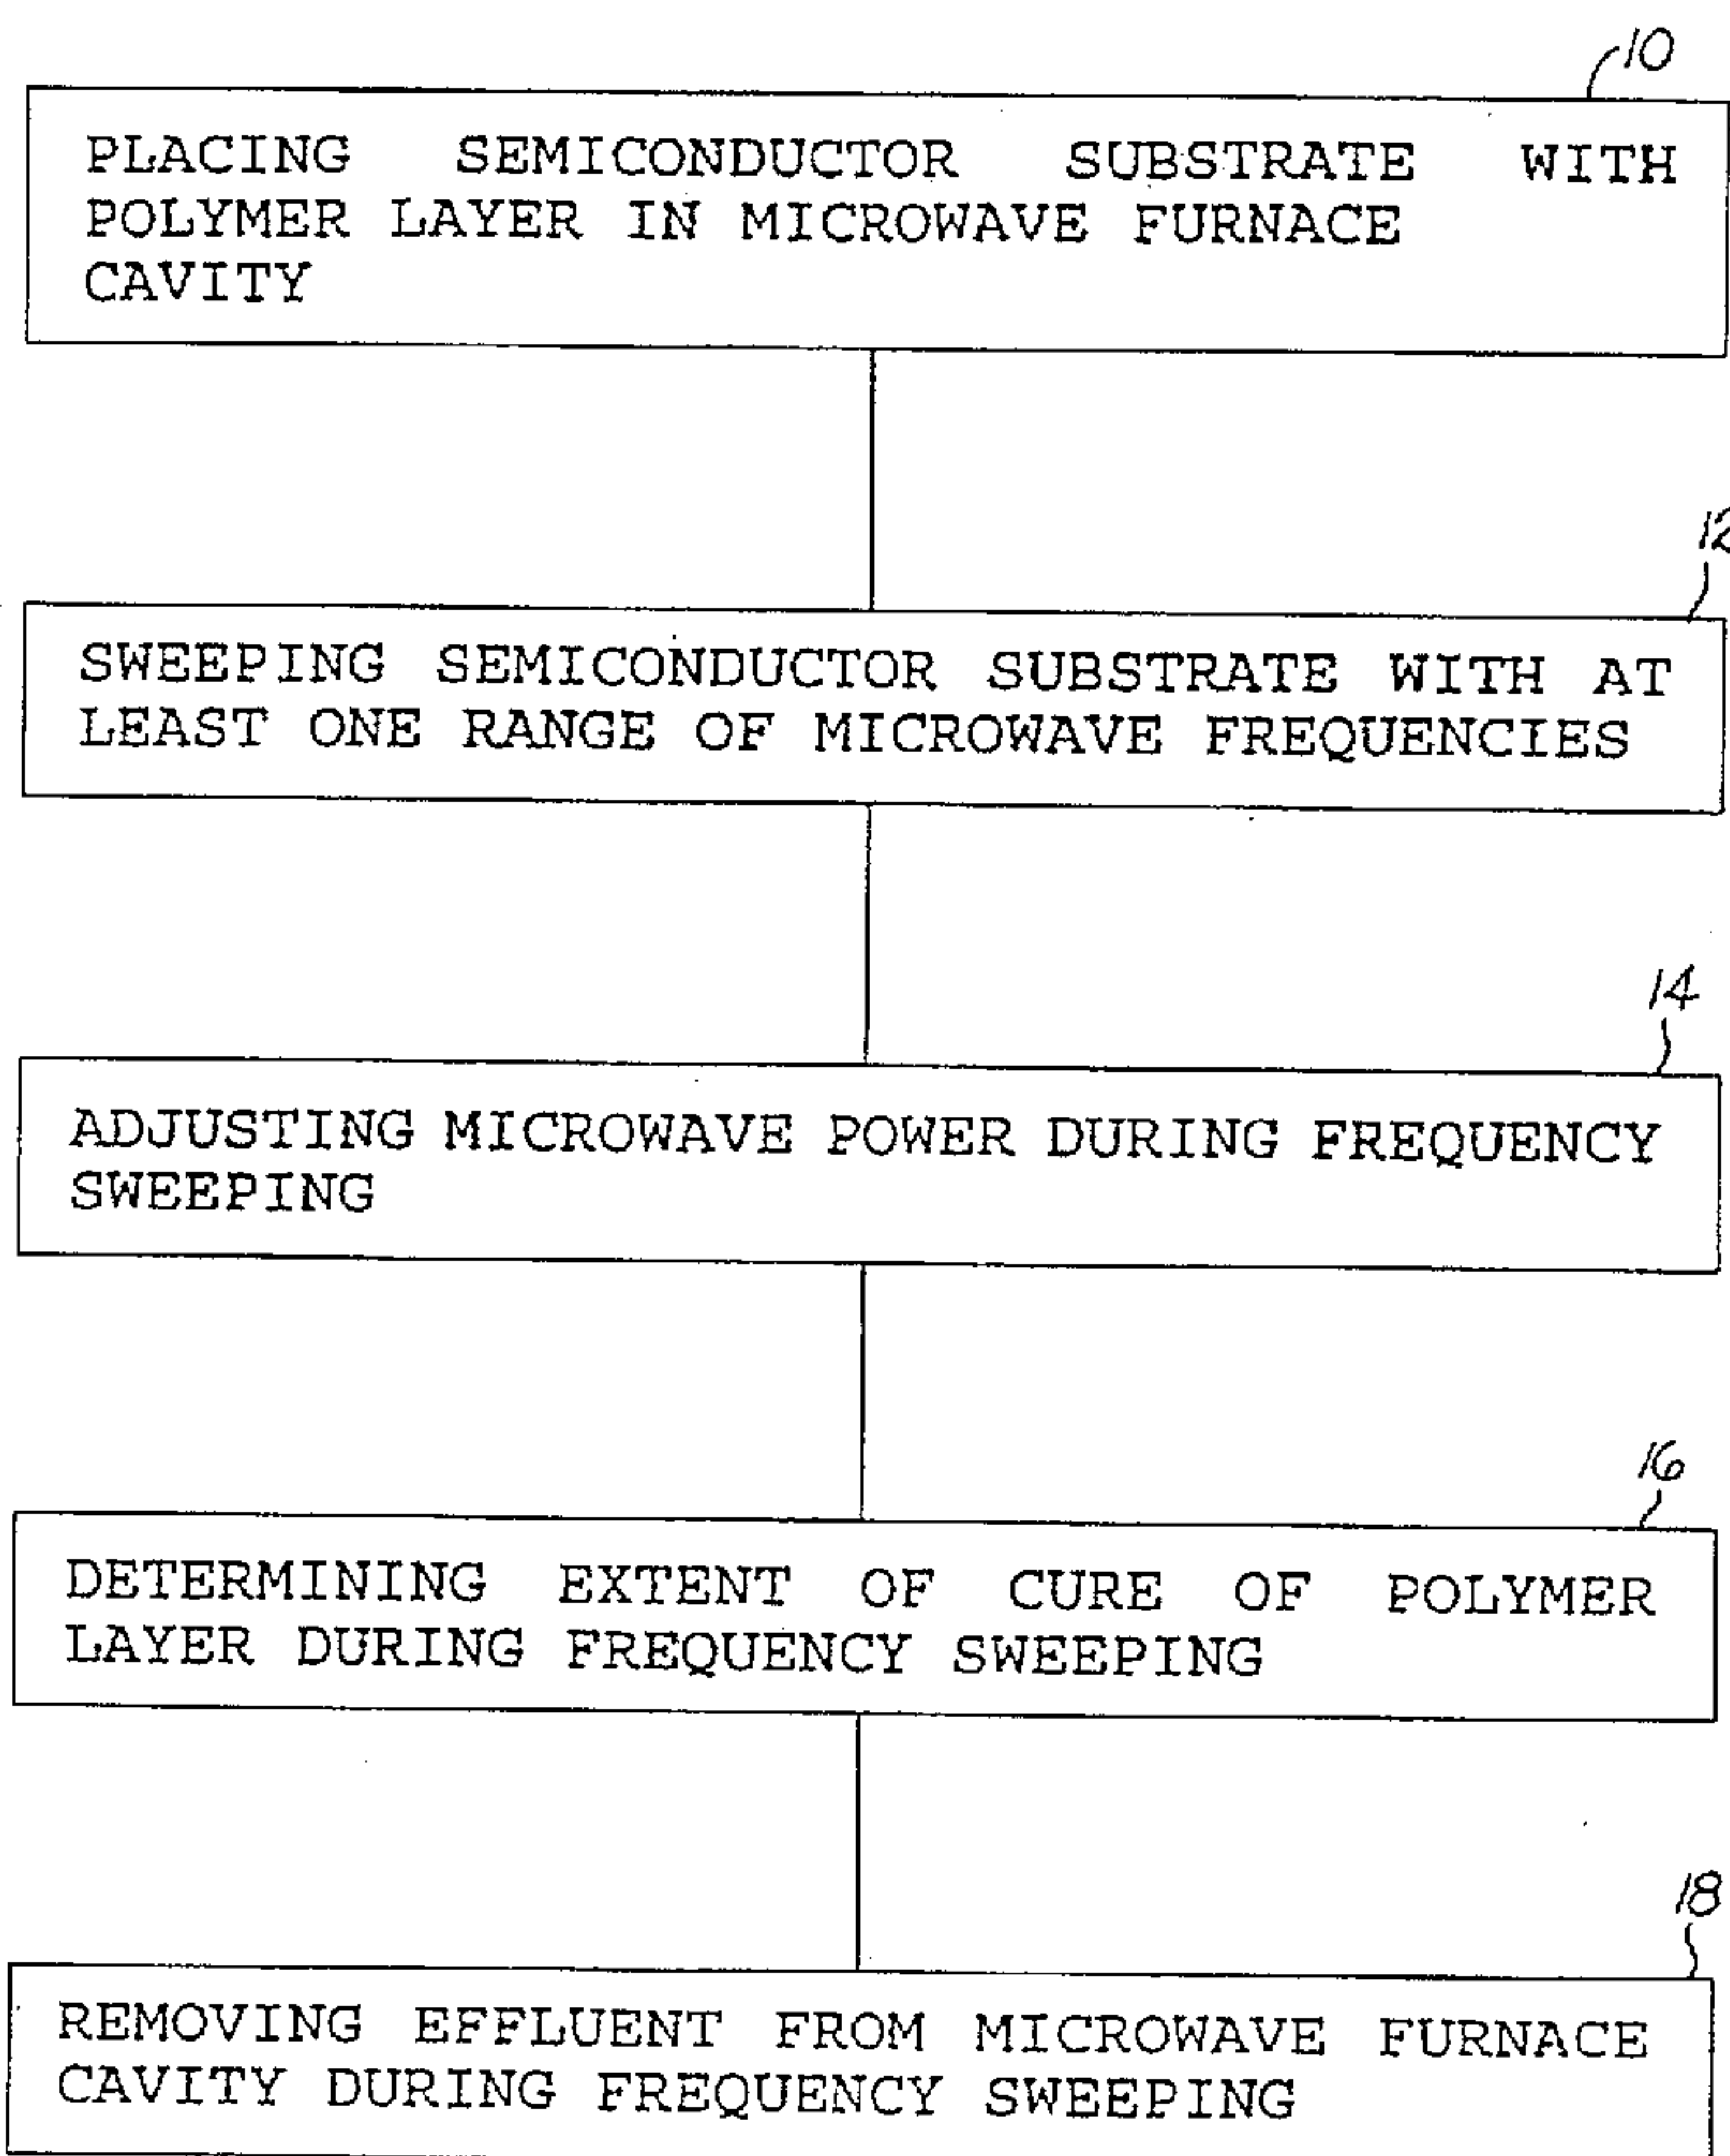 10
PLACING SEMICONDUCTOR SUBSTRATE WITH
POLYMER LAYER IN MICROWAVE FURNACE
CAVITY
12
SWEEPING SEMICONDUCTOR SUBSTRATE WITH AT
LEAST ONE RANGE OF MICROWAVE FREQUENCIES
14
ADJUSTING MICROWAVE POWER DURING FREQUENCY
SWEEPING
16
DETERMINING EXTENT OF CURE OF POLYMER
LAYER DURING FREQUENCY SWEEPING
18
REMOVING EFFLUENT FROM MICROWAVE FURNACE
CAVITY DURING FREQUENCY SWEEPING